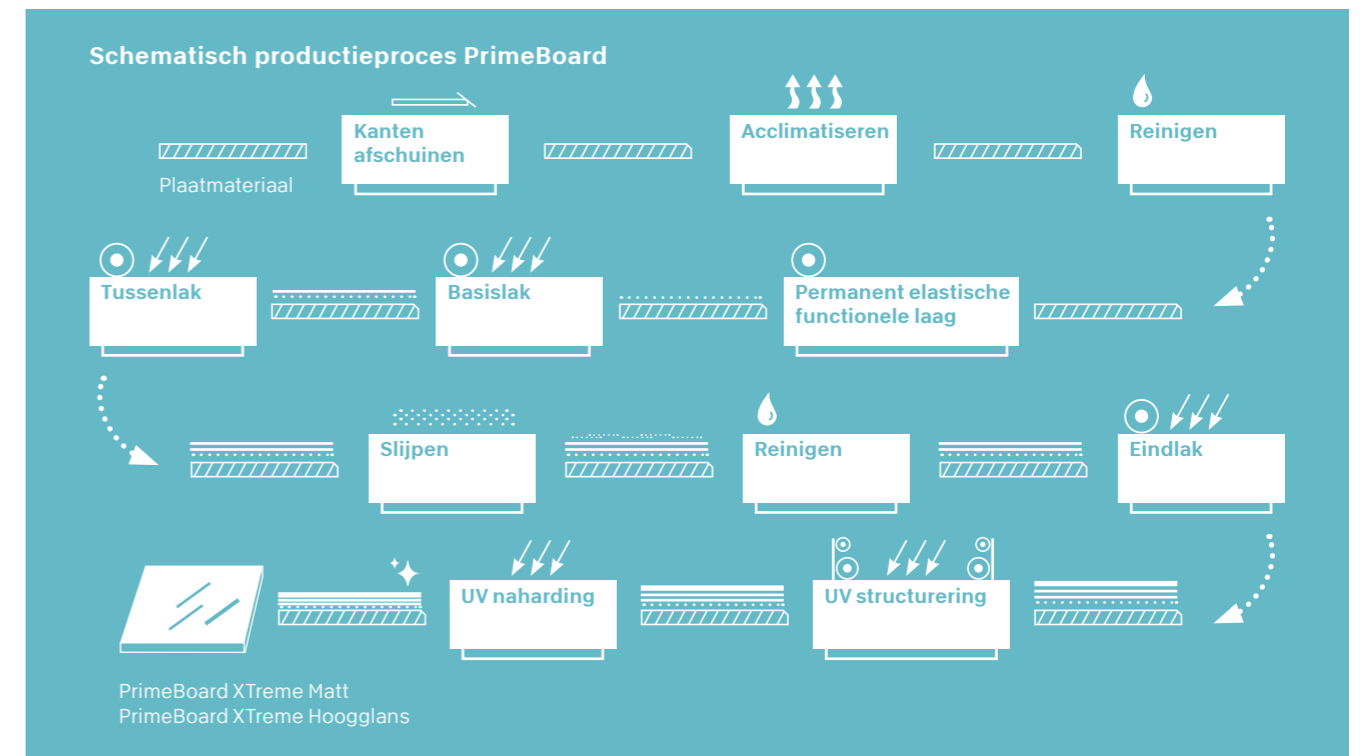 Schematisch productieproces PrimeBoard
Kanten
afschuinen
Acclimatiseren
Reinigen
Plaatmateriaal
Tussenlak
Basislak
Permanent elastische
functionele laag
Slijpen
Reinigen
Eindlak
UV naharding
UV structurering
PrimeBoard XTreme Matt
PrimeBoard XTreme Hoogglans